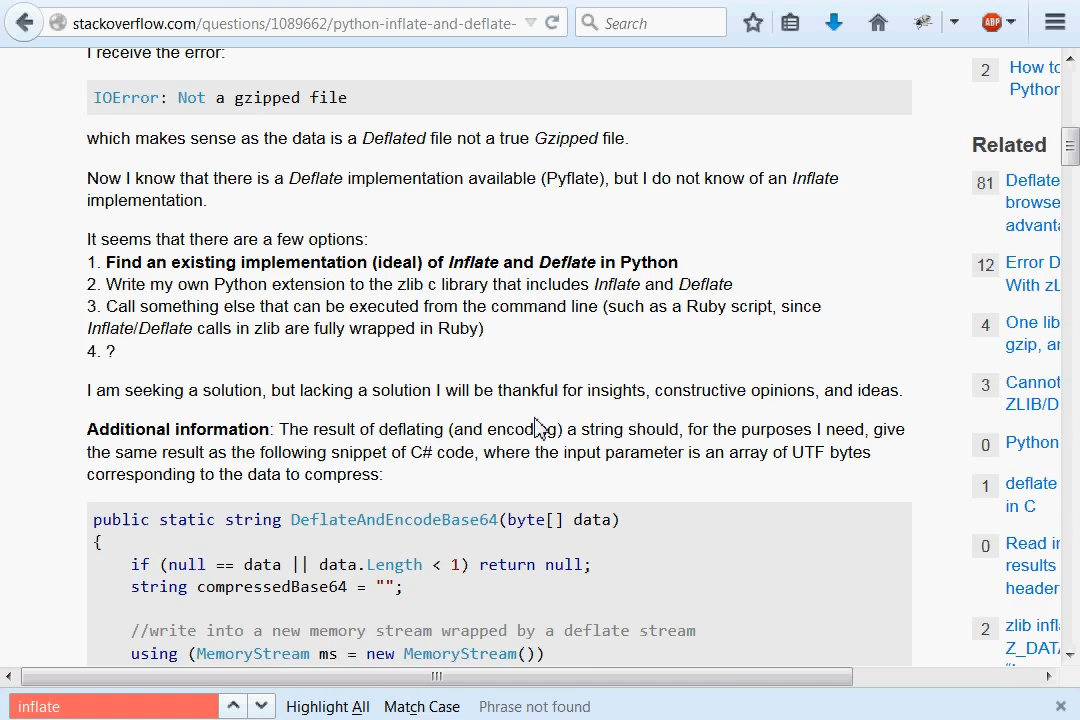 stackoverflow.com/questions/1089662/python-inflate-and-deflate-
Search
ABP
I receive the error:
IOError: Not a gzipped file
which makes sense as the data is a Deflated file not a true Gzipped file.
Now I know that there is a Deflate implementation available (Pyflate), but I do not know of an Inflate
implementation.
It seems that there are a few options:
1. Find an existing implementation (ideal) of Inflate and Deflate in Python
2. Write my own Python extension to the zlib c library that includes Inflate and Deflate
3. Call something else that can be executed from the command line (such as a Ruby script, since
Inflate/Deflate calls in zlib are fully wrapped in Ruby)
4. ?
I am seeking a solution, but lacking a solution I will be thankful for insights, constructive opinions, and ideas.
Additional information: The result of deflating (and encoding) a string should, for the purposes I need, give
the same result as the following snippet of C# code, where the input parameter is an array of UTF bytes
corresponding to the data to compress:
public static string DeflateAndEncodeBase64(byte[] data)
{
if (null == data || data.Length < 1) return null;
string compressedBase64 = "";
//write into a new memory stream wrapped by a deflate stream
using (MemoryStream ms = new MemoryStream())
2 How to
Python
Related
81 Deflate
browse
advanta
12 Error D
With zL
4 One lib
gzip, an
3 Cannot
ZLIB/D
0 Python
1 deflate
in C
0 Read in
results
header
2 zlib infl
Z_DATA
inflate
Highlight All
Match Case
Phrase not found